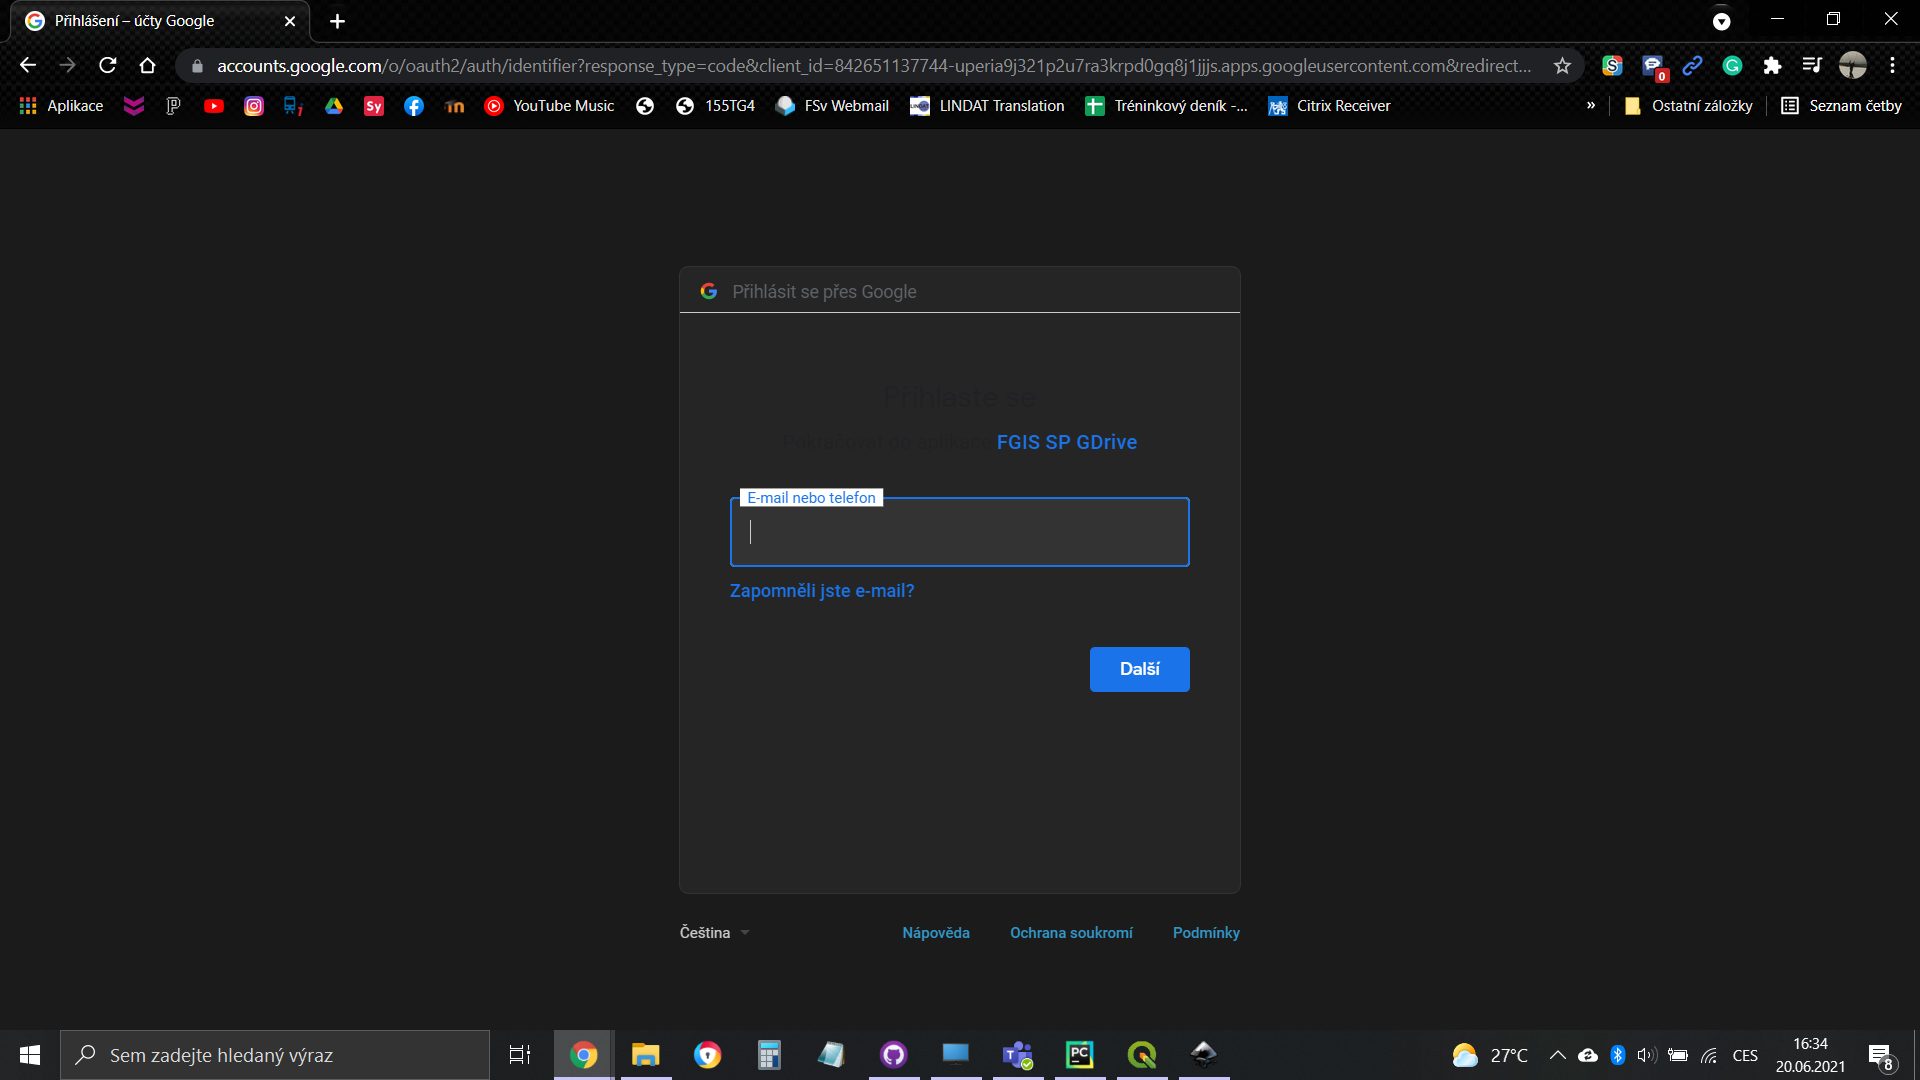 Přihlášení – účty Google
accounts.google.com/o/oauth2/auth/identifier?response_type=code&client_id=842651137744-uperia9j321p2u7ra3krpd0gq8j1jjjs.apps.googleusercontent.com&redirect...
0
Aplikace
Sy
YouTube Music
155TG4
FSv Webmail
LINDAT Translation
Tréninkový deník -...
Citrix Receiver
»
Ostatní záložky
Seznam četby
Přihlásit se přes Google
Přihlaste se
Pokračovat do aplikace FGIS SP GDrive
E-mail nebo telefon
Zapomněli jste e-mail?
Další
Čeština
Nápověda
Ochrana soukromí
Podmínky
Sem zadejte hledaný výraz
PC
27°C
CES
16:34
20.06.2021
8